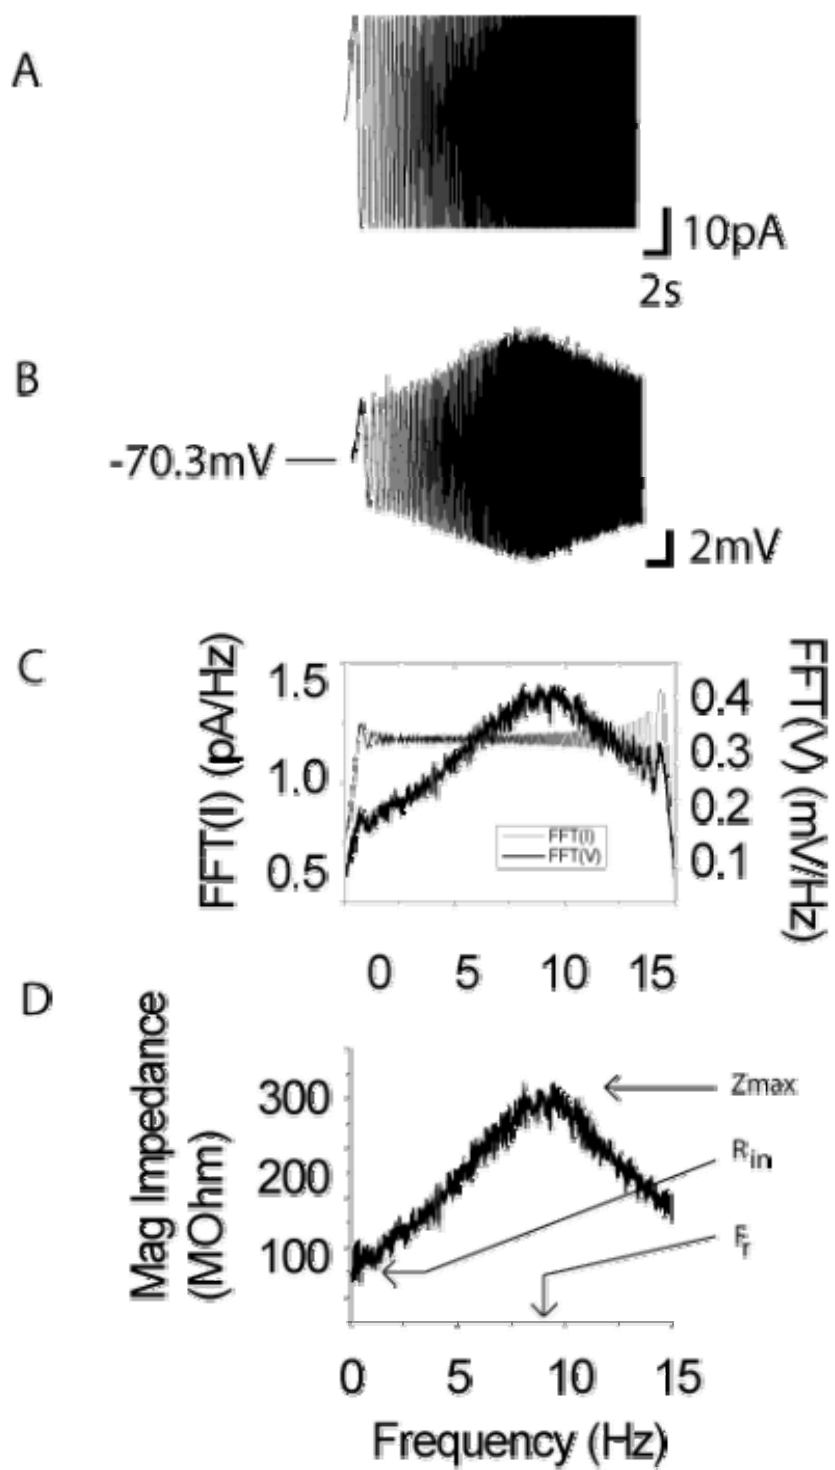 A
10pA
2s
B
-70.3mV
2mV
C
FFT(I) (pA/Hz)
1.5
1.0
0.5
FFT(I)
FFT(V)
0.4
0.3
0.2
0.1
FFT(V) (mV/Hz)
0 5 10 15
D
Mag Impedance
(MOhm)
300
200
100
Zmax
Rin
Fr
0 5 10 15
Frequency (Hz)